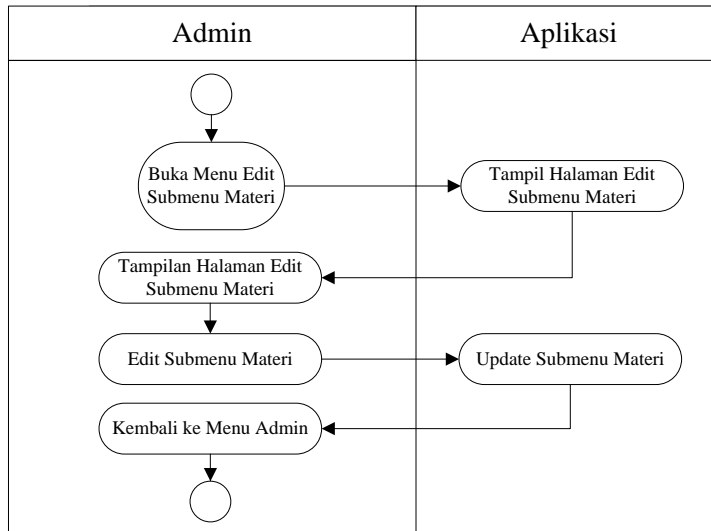 Admin
Aplikasi
Buka Menu Edit
Submenu Materi
Tampil Halaman Edit
Submenu Materi
Tampilan Halaman Edit
Submenu Materi
Edit Submenu Materi
Update Submenu Materi
Kembali ke Menu Admin